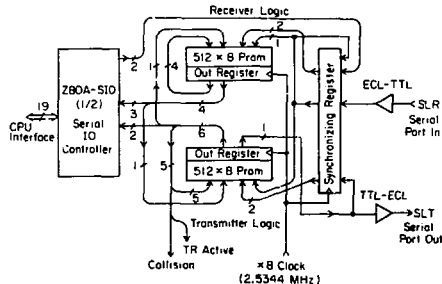 Receiver Logic
2
2
1
1
4
512 x 8 Prom
Out Register
Z80A-SIO
(1/2)
Serial
IO
Controller
19
CPU
Interface
3
2
4
6
1
5
1
Out Register
512 x 8 Prom
2
Synchronizing Register
ECL-TTL
SLR
Serial
Port In
TTL-ECL
SLT
Serial
Port Out
Transmitter Logic
TR Active
Collision
x8 Clock
(2.5344 MHz)